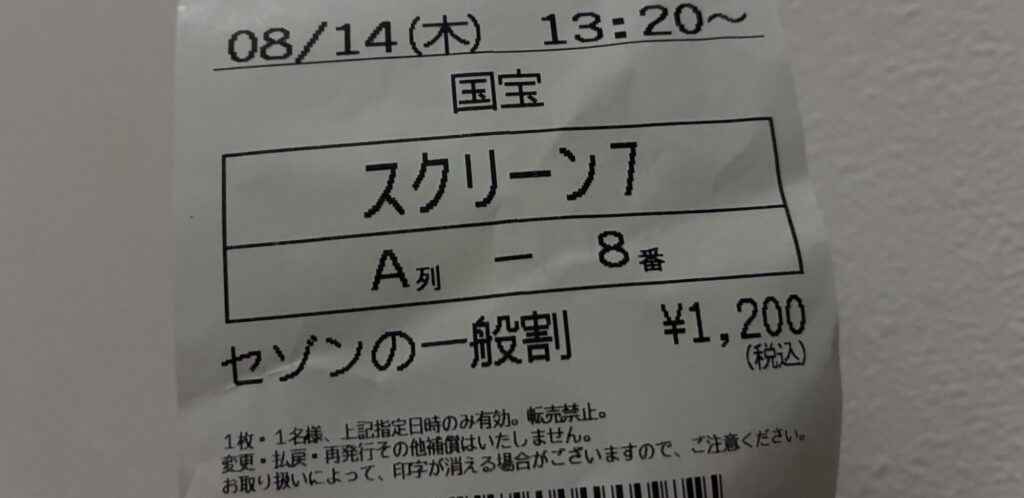 08/14(木) 13:20～
国宝
スクリーン7
A列 － 8番
セゾンの一般割 ¥1,200
(税込)
1枚・1名様、上記指定日時のみ有効。転売禁止。
変更・払戻・再発行その他補償はいたしません。
お取り扱いによって、印字が消える場合がございますので、ご注意ください。